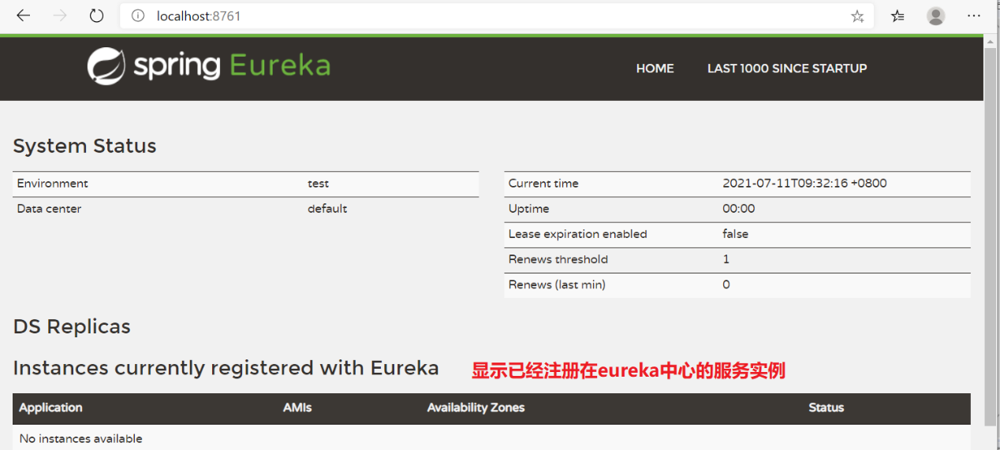 localhost:8761
spring Eureka
HOME LAST 1000 SINCE STARTUP
System Status
Environment test
Data center default
Current time 2021-07-11T09:32:16 +0800
Uptime 00:00
Lease expiration enabled false
Renews threshold 1
Renews (last min) 0
DS Replicas
Instances currently registered with Eureka 显示已经注册在eureka中心的服务实例
Application AMIs Availability Zones Status
No instances available